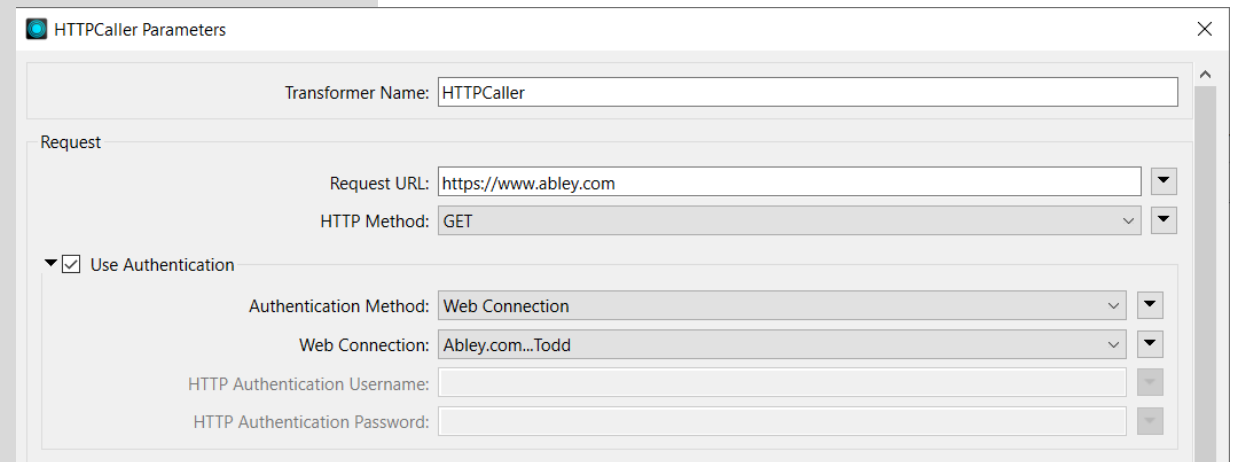 HTTPCaller Parameters
Transformer Name: HTTPCaller
Request
Request URL: https://www.abley.com
HTTP Method: GET
Use Authentication
Authentication Method: Web Connection
Web Connection: Abley.com...Todd
HTTP Authentication Username:
HTTP Authentication Password: